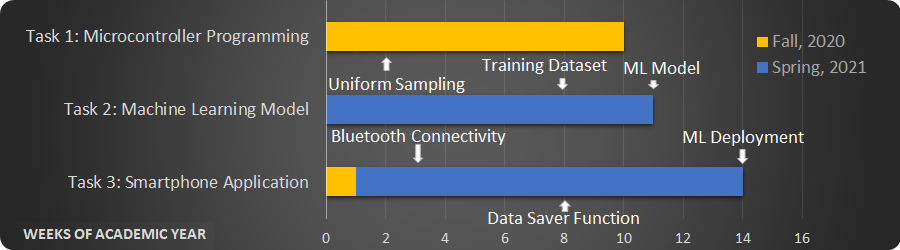 Task 1: Microcontroller Programming
Fall, 2020
Spring, 2021
Training Dataset
ML Model
Uniform Sampling
Task 2: Machine Learning Model
Bluetooth Connectivity
ML Deployment
Task 3: Smartphone Application
Data Saver Function
WEEKS OF ACADEMIC YEAR
0 2 4 6 8 10 12 14 16